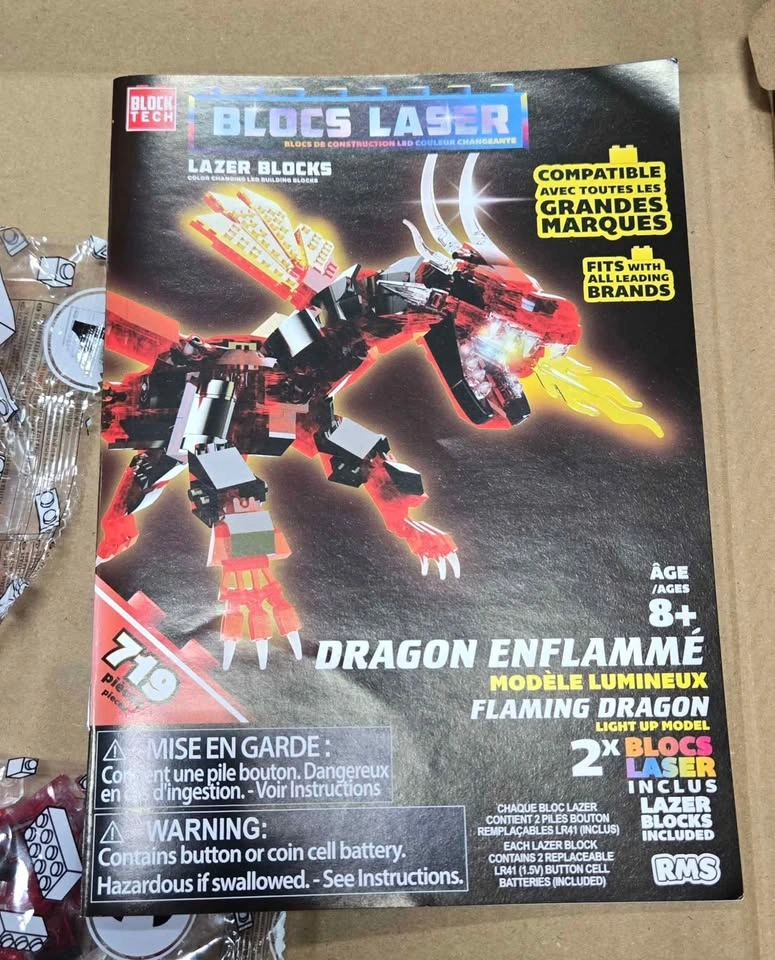 BLOCK
TECH
BLOCS LASER
BLOCS DE CONSTRUCTION LED COULEUR CHANGEANTE
LAZER BLOCKS
COLOR CHANGING LED BUILDING BLOCKS
COMPATIBLE
AVEC TOUTES LES
GRANDES
MARQUES
FITS WITH
ALL LEADING
BRANDS
ÂGE
/AGES
8+
719
DRAGON ENFLAMMÉ
MODÈLE LUMINEUX
FLAMING DRAGON
LIGHT UP MODEL
2X BLOCS
LASER
INCLUS
LAZER
BLOCKS
INCLUDED
MISE EN GARDE :
une pile bouton. Dangereux
d'ingestion. - Voir Instructions
WARNING:
Contains button or coin cell battery.
Hazardous if swallowed. - See Instructions.
CHAQUE BLOC LAZER
CONTIENT 2 PILES BOUTON
REMPLAÇABLES LR41 (INCLUS)
EACH LAZER BLOCK
CONTAINS 2 REPLACEABLE
LR41 (1.5V) BUTTON CELL
BATTERIES (INCLUDED)
RMS